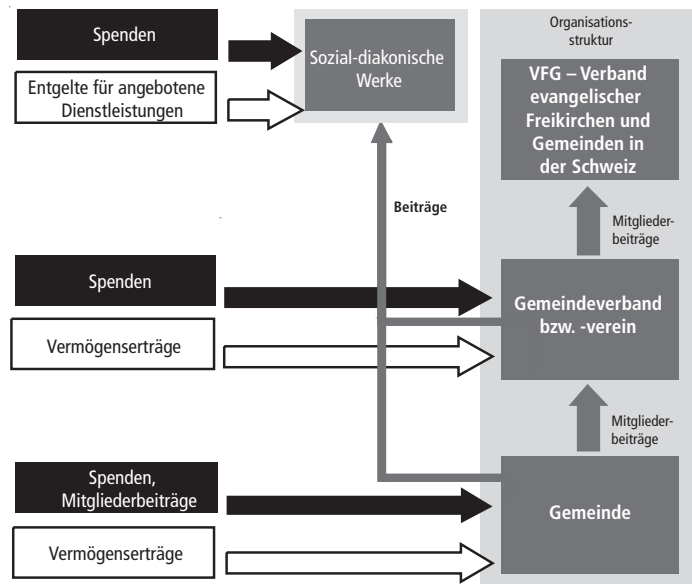 Spenden
Entgelte für angebotene
Dienstleistungen
Sozial-diakonische
Werke
Organisations-
struktur
VFG – Verband
evangelischer
Freikirchen und
Gemeinden in
der Schweiz
Beiträge
Mitglieder-
beiträge
Spenden
Vermögenserträge
Gemeindeverband
bzw. -verein
Mitglieder-
beiträge
Spenden,
Mitgliederbeiträge
Vermögenserträge
Gemeinde